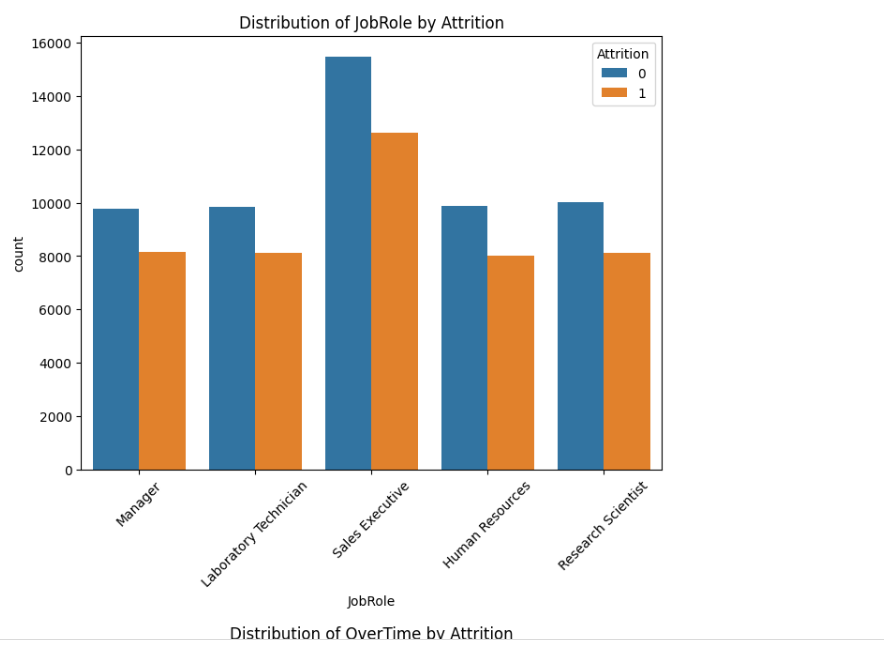 Distribution of JobRole by Attrition
16000
14000
12000
10000
8000
6000
4000
2000
0
count
Attrition
0
1
Manager
Laboratory Technician
Sales Executive
Human Resources
Research Scientist
JobRole
Distribution of OverTime by Attrition